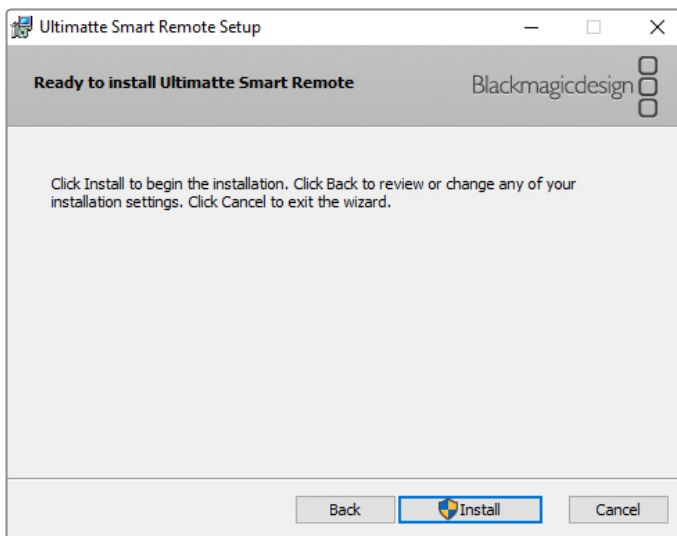 Ultimatte Smart Remote Setup
Ready to install Ultimatte Smart Remote
Blackmagicdesign
Click Install to begin the installation. Click Back to review or change any of your
installation settings. Click Cancel to exit the wizard.
Back
Install
Cancel